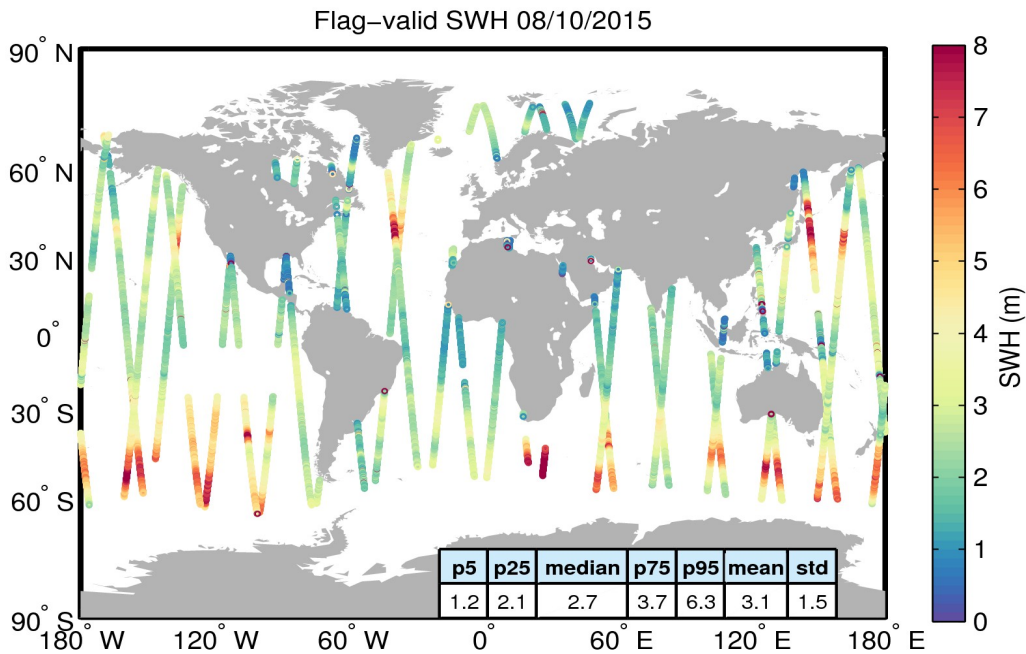 Flag−valid SWH 08/10/2015
90° N
60° N
30° N
0°
30° S
60° S
90° S
180° W
120° W
60° W
0°
60° E
120° E
180° E
p5 p25 median p75 p95 mean std
1.2 2.1 2.7 3.7 6.3 3.1 1.5
8
7
6
5
4
3
2
1
0
SWH (m)